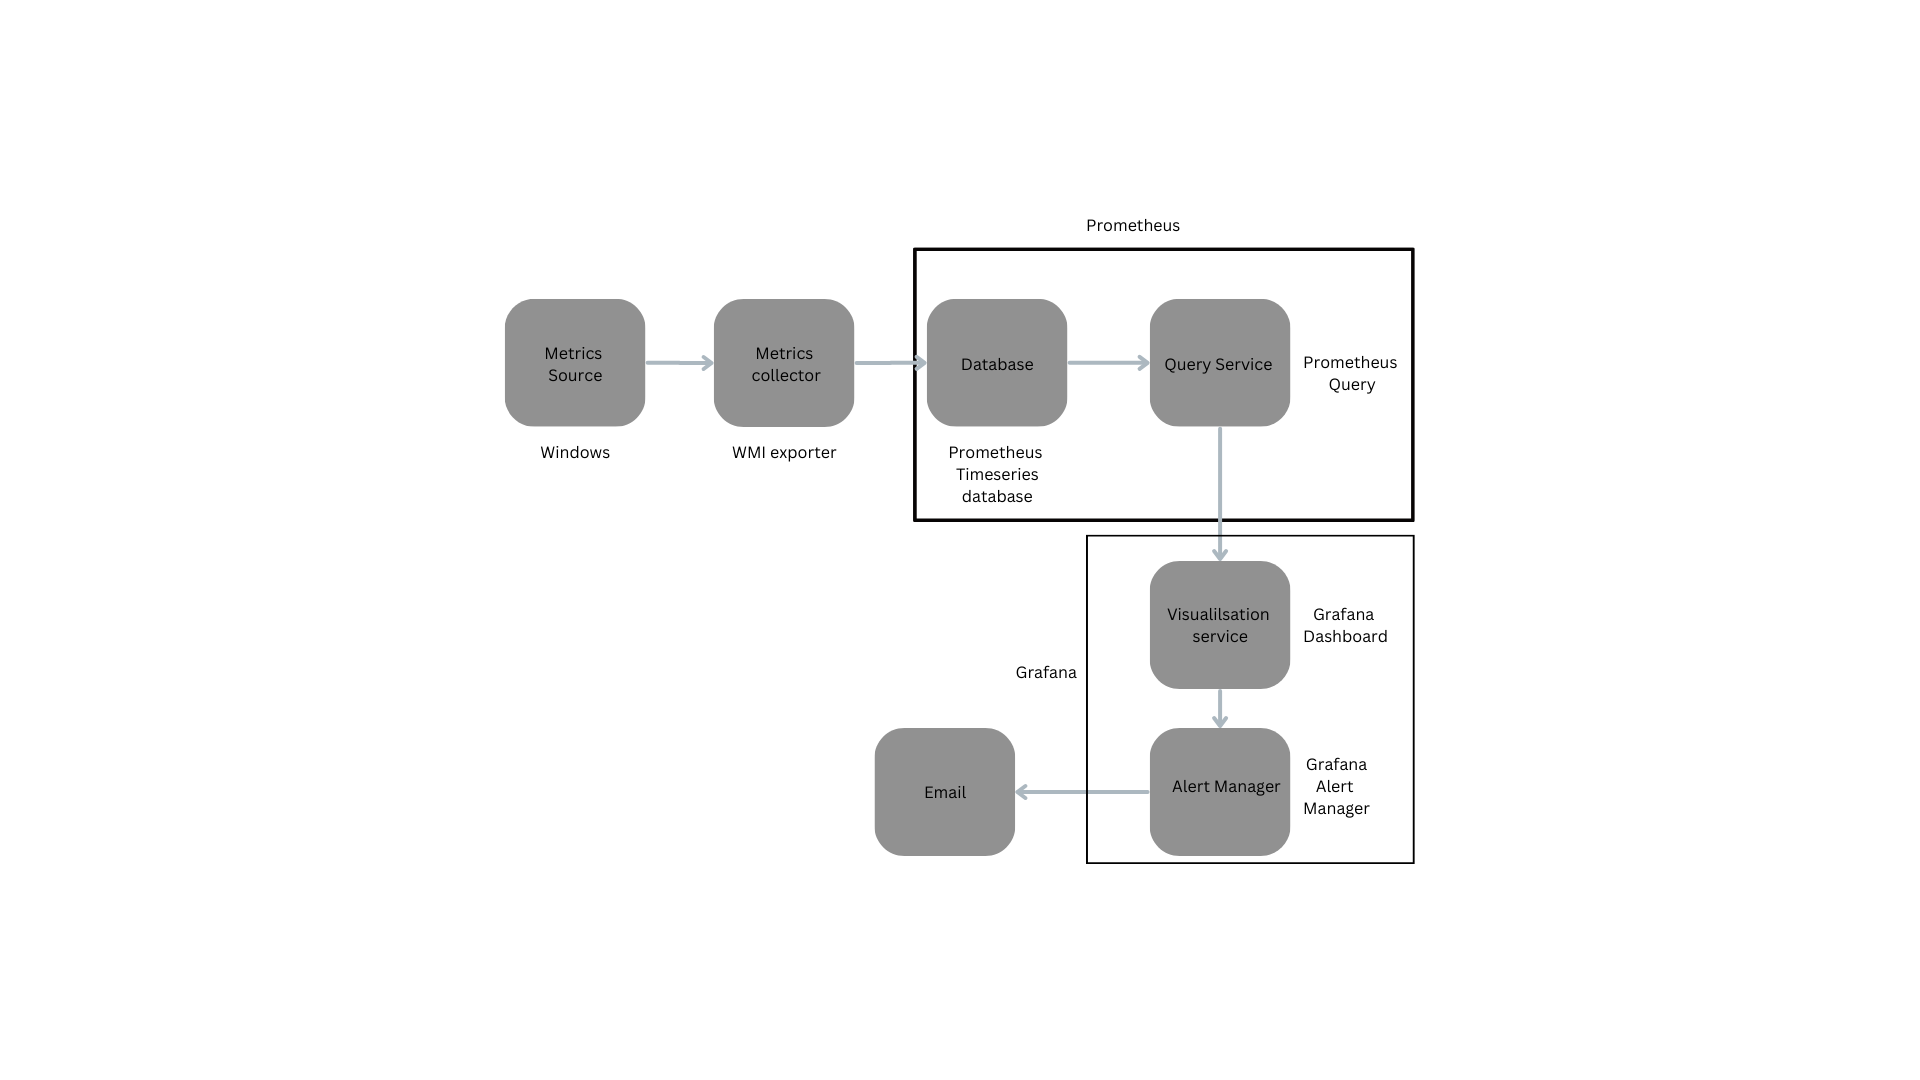 Prometheus
Metrics
Source
Metrics
collector
Database
Query Service
Prometheus
Query
Windows
WMI exporter
Prometheus
Timeseries
database
Visualilsation
service
Grafana
Dashboard
Grafana
Email
Alert Manager
Grafana
Alert
Manager